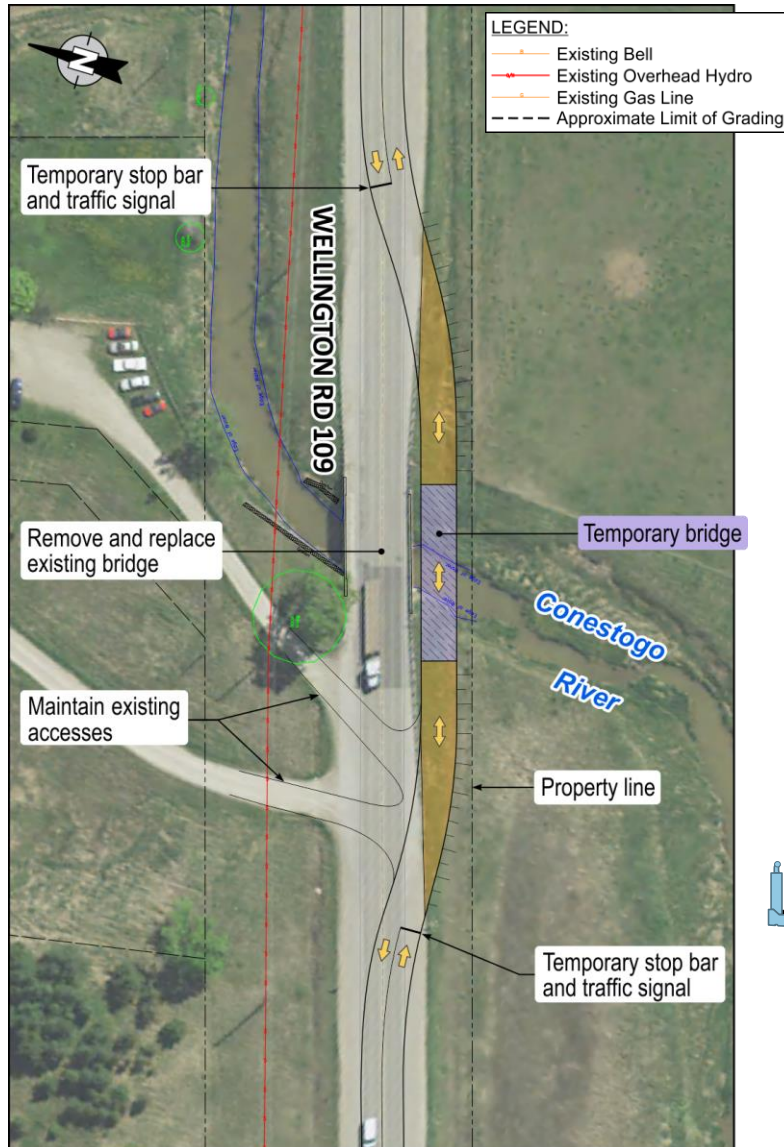 LEGEND:
Existing Bell
Existing Overhead Hydro
Existing Gas Line
Approximate Limit of Grading
N
Temporary stop bar
and traffic signal
WELLINGTON RD 109
Remove and replace
existing bridge
Temporary bridge
Conestogo
River
Maintain existing
accesses
Property line
Temporary stop bar
and traffic signal